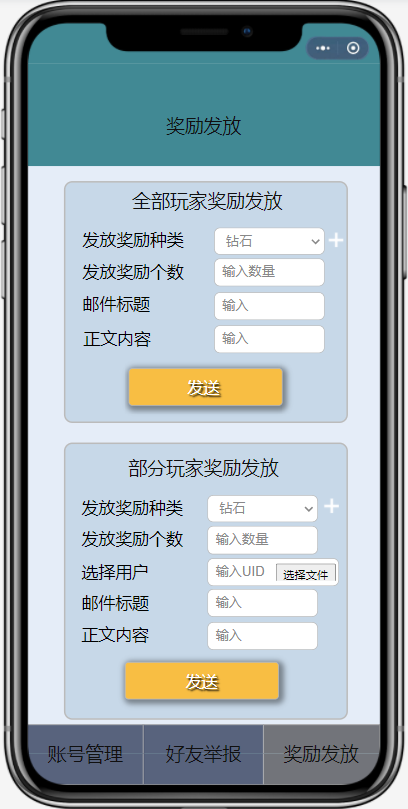 奖励发放
全部玩家奖励发放
发放奖励种类 钻石
发放奖励个数 输入数量
邮件标题 输入
正文内容 输入
发送
部分玩家奖励发放
发放奖励种类 钻石
发放奖励个数 输入数量
选择用户 输入UID 选择文件
邮件标题 输入
正文内容 输入
发送
账号管理 好友举报 奖励发放